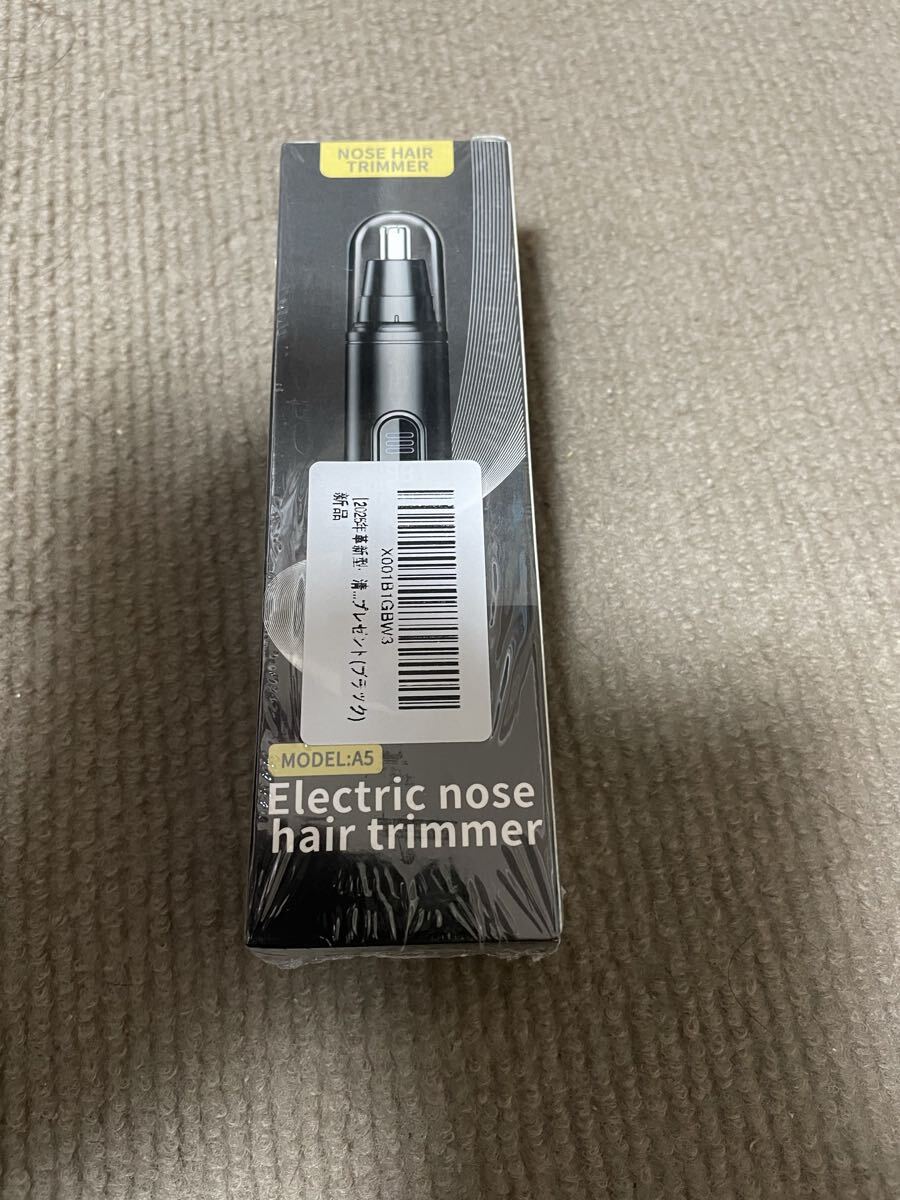 NOSE HAIR
TRIMMER
X001B1GBW3
[2025年革新型· 清...プレゼント(ブラック)
新品
MODEL:A5
Electric nose
hair trimmer